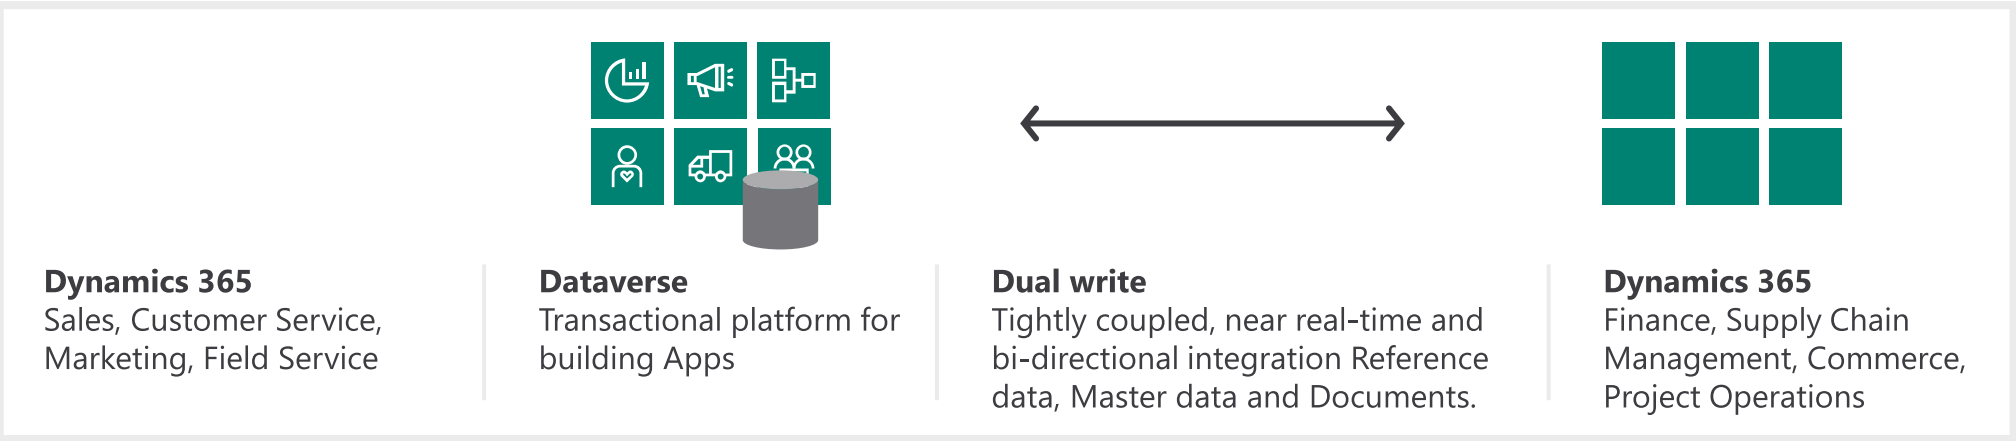 Dynamics 365
Sales, Customer Service,
Marketing, Field Service
Dataverse
Transactional platform for
building Apps
Dual write
Tightly coupled, near real-time and
bi-directional integration Reference
data, Master data and Documents.
Dynamics 365
Finance, Supply Chain
Management, Commerce,
Project Operations